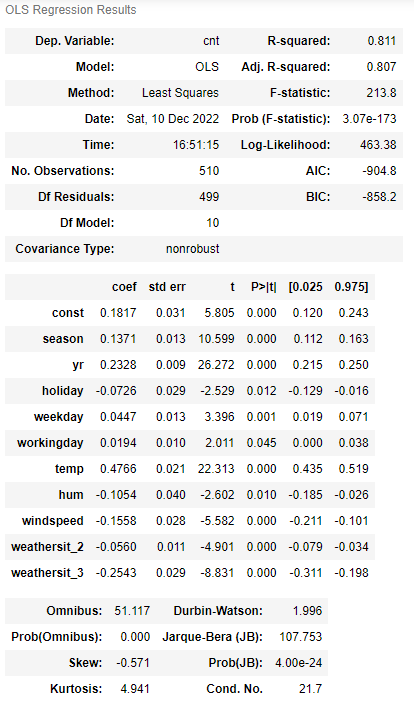 OLS Regression Results
Dep. Variable: cnt R-squared: 0.811
Model: OLS Adj. R-squared: 0.807
Method: Least Squares F-statistic: 213.8
Date: Sat, 10 Dec 2022 Prob (F-statistic): 3.07e-173
Time: 16:51:15 Log-Likelihood: 463.38
No. Observations: 510 AIC: -904.8
Df Residuals: 499 BIC: -858.2
Df Model: 10
Covariance Type: nonrobust
coef std err t P>|t| [0.025 0.975]
const 0.1817 0.031 5.805 0.000 0.120 0.243
season 0.1371 0.013 10.599 0.000 0.112 0.163
yr 0.2328 0.009 26.272 0.000 0.215 0.250
holiday -0.0726 0.029 -2.529 0.012 -0.129 -0.016
weekday 0.0447 0.013 3.396 0.001 0.019 0.071
workingday 0.0194 0.010 2.011 0.045 0.000 0.038
temp 0.4766 0.021 22.313 0.000 0.435 0.519
hum -0.1054 0.040 -2.602 0.010 -0.185 -0.026
windspeed -0.1558 0.028 -5.582 0.000 -0.211 -0.101
weathersit_2 -0.0560 0.011 -4.901 0.000 -0.079 -0.034
weathersit_3 -0.2543 0.029 -8.831 0.000 -0.311 -0.198
Omnibus: 51.117 Durbin-Watson: 1.996
Prob(Omnibus): 0.000 Jarque-Bera (JB): 107.753
Skew: -0.571 Prob(JB): 4.00e-24
Kurtosis: 4.941 Cond. No. 21.7